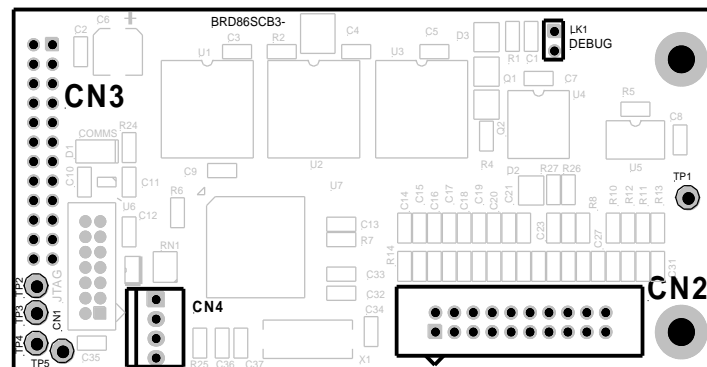 BRD86SCB3-
C6
C2
U1
C3
R2
C4
U3
C5
D3
R1
C1
LK1
DEBUG
CN3
Q1
C7
U4
R5
C8
Q2
R4
COMMS
R24
D1
U2
U5
C9
C10
C11
R6
U7
D2
R27
R26
TP1
U6
C12
C14
C15
C16
C17
C18
C19
C20
C21
C23
R8
C27
R10
R12
R11
R13
C13
R7
RN1
R14
C31
JTAG
C33
C32
TP2
TP3
CN1
TP4
TP5
CN4
CN2
C34
C35
R25
C36
C37
X1